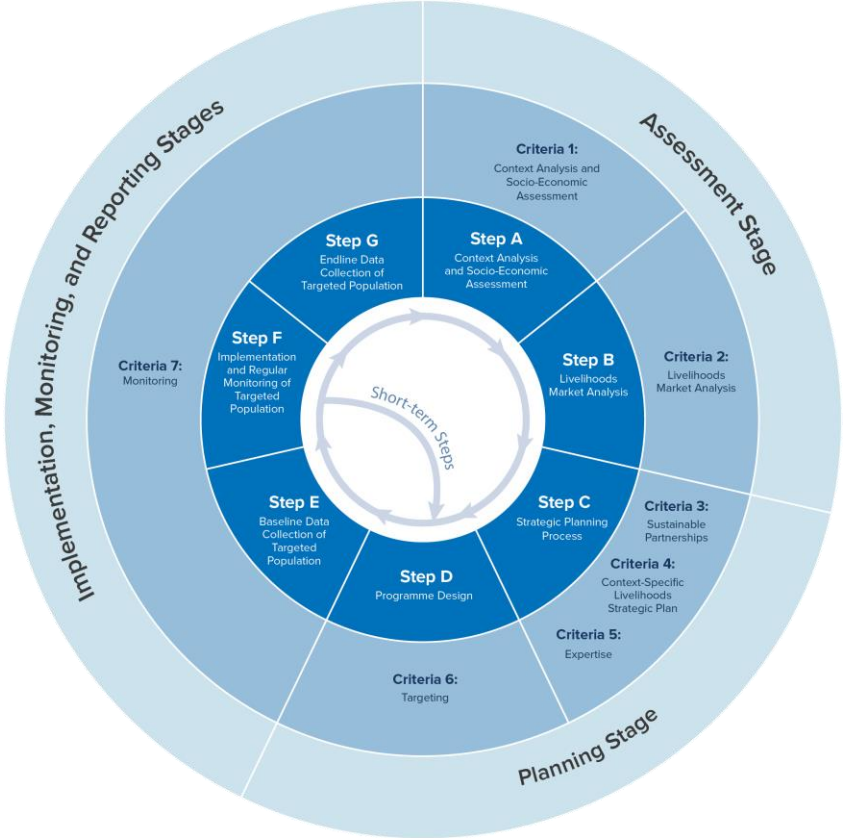 Implementation, Monitoring, and Reporting Stages
Assessment Stage
Planning Stage
Criteria 1:
Context Analysis and
Socio-Economic
Assessment
Criteria 2:
Livelihoods
Market Analysis
Criteria 3:
Sustainable
Partnerships
Criteria 4:
Context-Specific
Livelihoods
Strategic Plan
Criteria 5:
Expertise
Criteria 6:
Targeting
Criteria 7:
Monitoring
Step A
Context Analysis
and Socio-Economic
Assessment
Step B
Livelihoods
Market Analysis
Step C
Strategic Planning
Process
Step D
Programme Design
Step E
Baseline Data
Collection of
Targeted
Population
Step F
Implementation
and Regular
Monitoring of
Targeted
Population
Step G
Endline Data
Collection of
Targeted Population
Short-term Steps